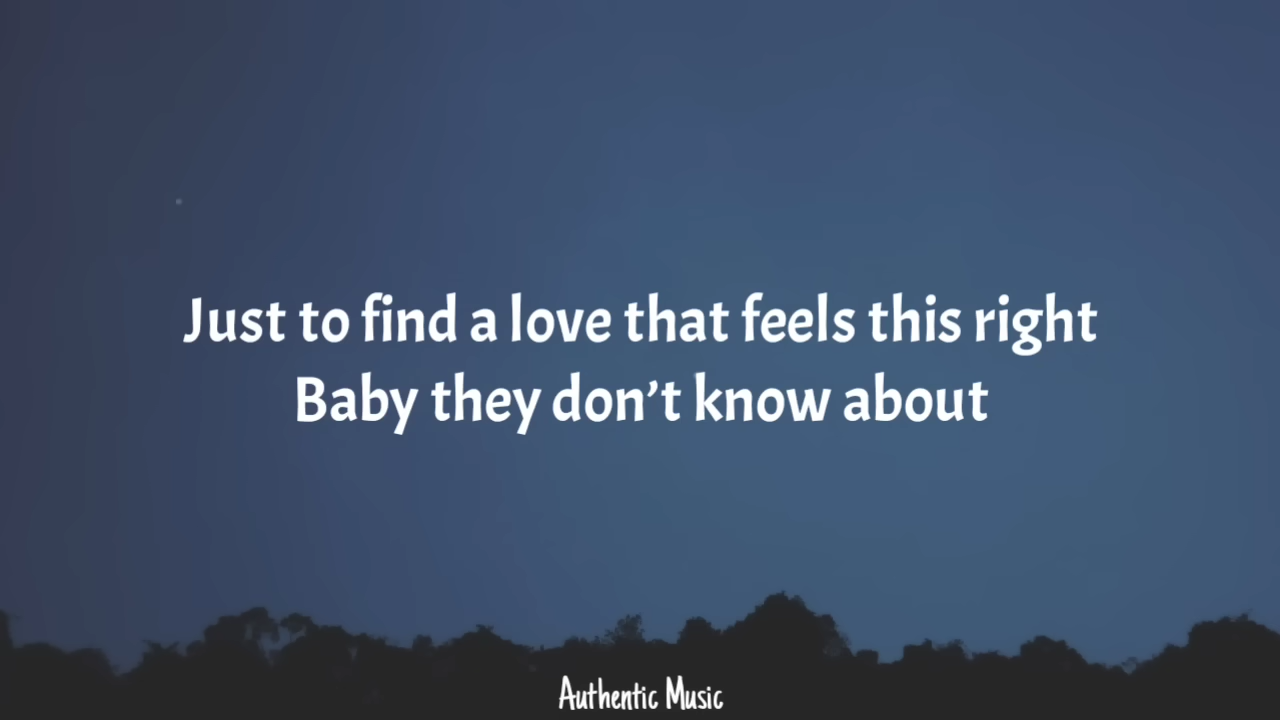 Just to find a love that feels this right
Baby they don’t know about
Authentic Music